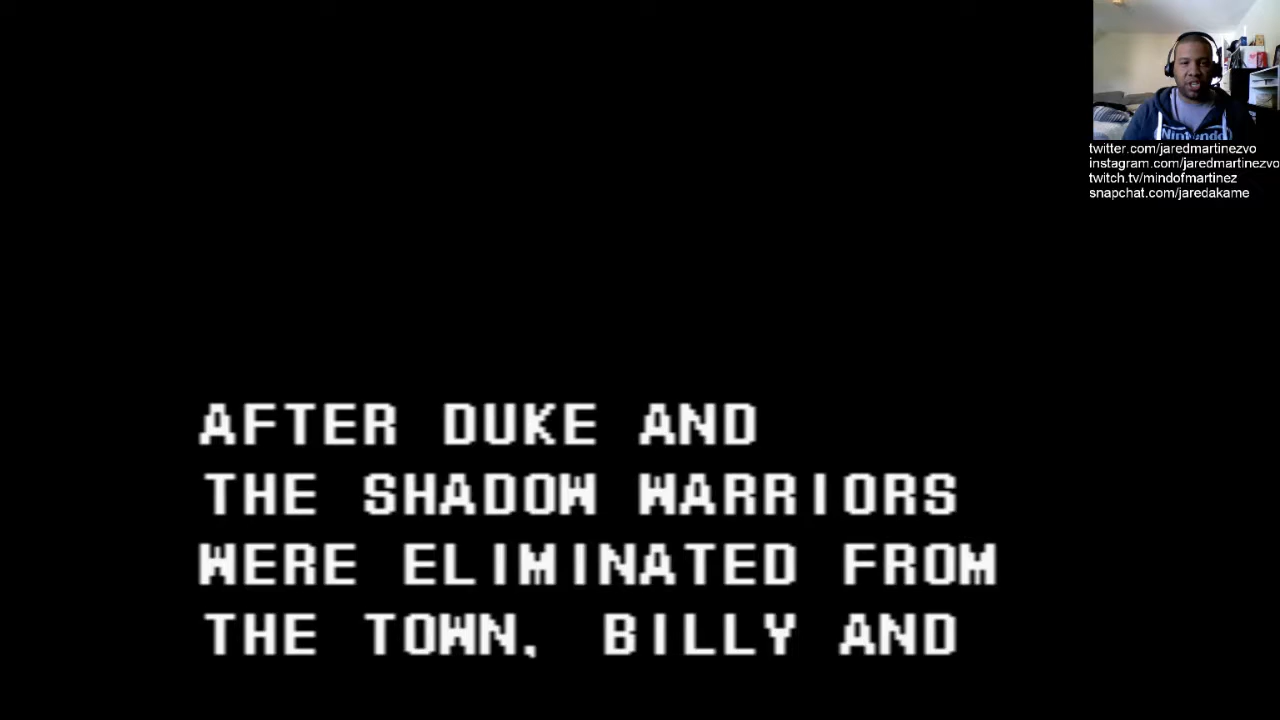 Nintendo
twitter.com/jaredmartinezvo
instagram.com/jaredmartinezvo
twitch.tv/mindofmartinez
snapchat.com/jaredakame
AFTER DUKE AND
THE SHADOW WARRIORS
WERE ELIMINATED FROM
THE TOWN, BILLY AND